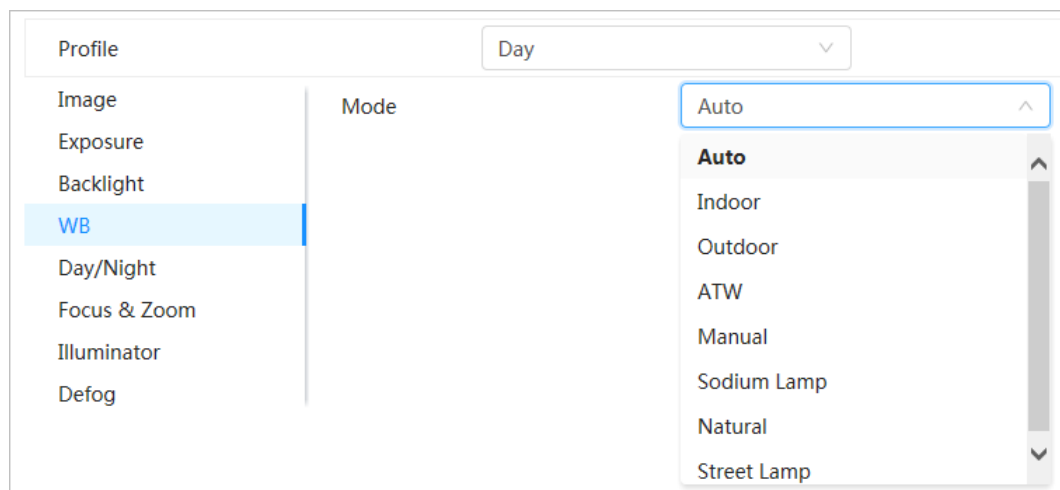 Profile
Day
Image
Exposure
Backlight
WB
Day/Night
Focus & Zoom
Illuminator
Defog
Mode
Auto
Auto
Indoor
Outdoor
ATW
Manual
Sodium Lamp
Natural
Street Lamp